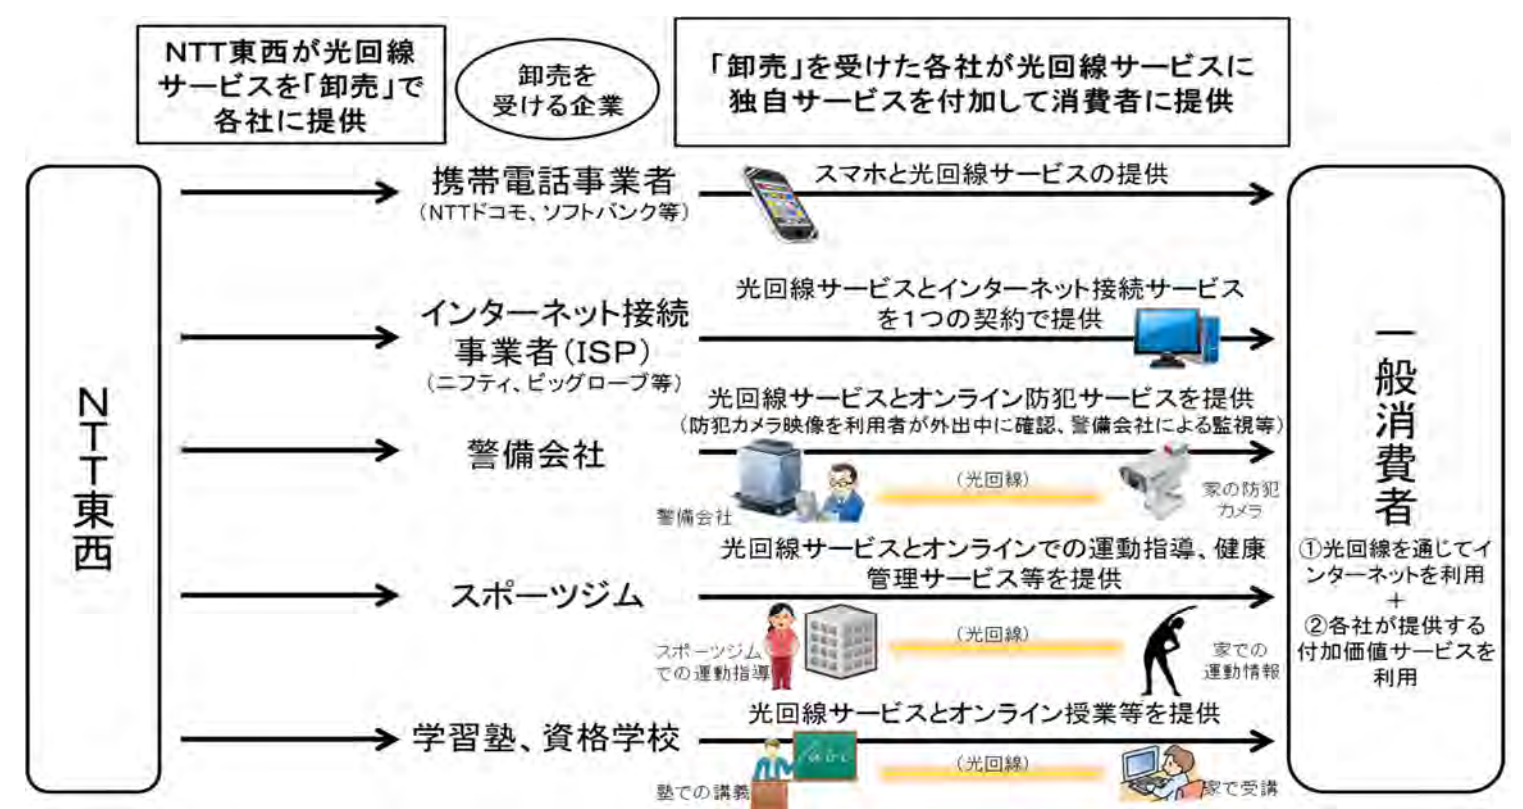 NTT東西が光回線
サービスを「卸売」で
各社に提供
卸売を
受ける企業
「卸売」を受けた各社が光回線サービスに
独自サービスを付加して消費者に提供
NTT東西
携帯電話事業者
(NTTドコモ、ソフトバンク等)
スマホと光回線サービスの提供
インターネット接続
事業者(ISP)
(ニフティ、ビッグローブ等)
光回線サービスとインターネット接続サービス
を1つの契約で提供
警備会社
光回線サービスとオンライン防犯サービスを提供
(防犯カメラ映像を利用者が外出中に確認、警備会社による監視等)
警備会社
(光回線)
家の防犯
カメラ
スポーツジム
光回線サービスとオンラインでの運動指導、健康
管理サービス等を提供
スポーツジム
での運動指導
(光回線)
家での
運動情報
学習塾、資格学校
光回線サービスとオンライン授業等を提供
塾での講義
(光回線)
家で受講
一般消費者
①光回線を通じてイ
ンターネットを利用
+
②各社が提供する
付加価値サービスを
利用